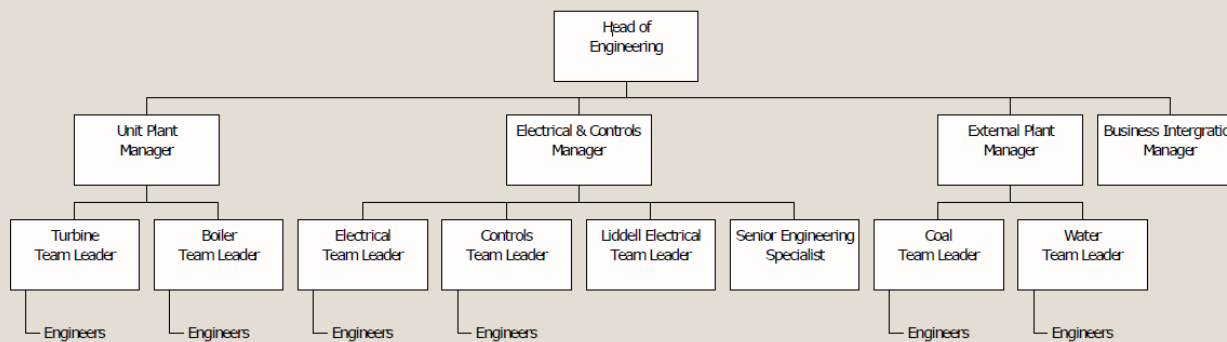 Head of
Engineering
Unit Plant
Manager
Electrical & Controls
Manager
External Plant
Manager
Business Intergratio
Manager
Turbine
Team Leader
Boiler
Team Leader
Electrical
Team Leader
Controls
Team Leader
Liddell Electrical
Team Leader
Senior Engineering
Specialist
Coal
Team Leader
Water
Team Leader
Engineers
Engineers
Engineers
Engineers
Engineers
Engineers